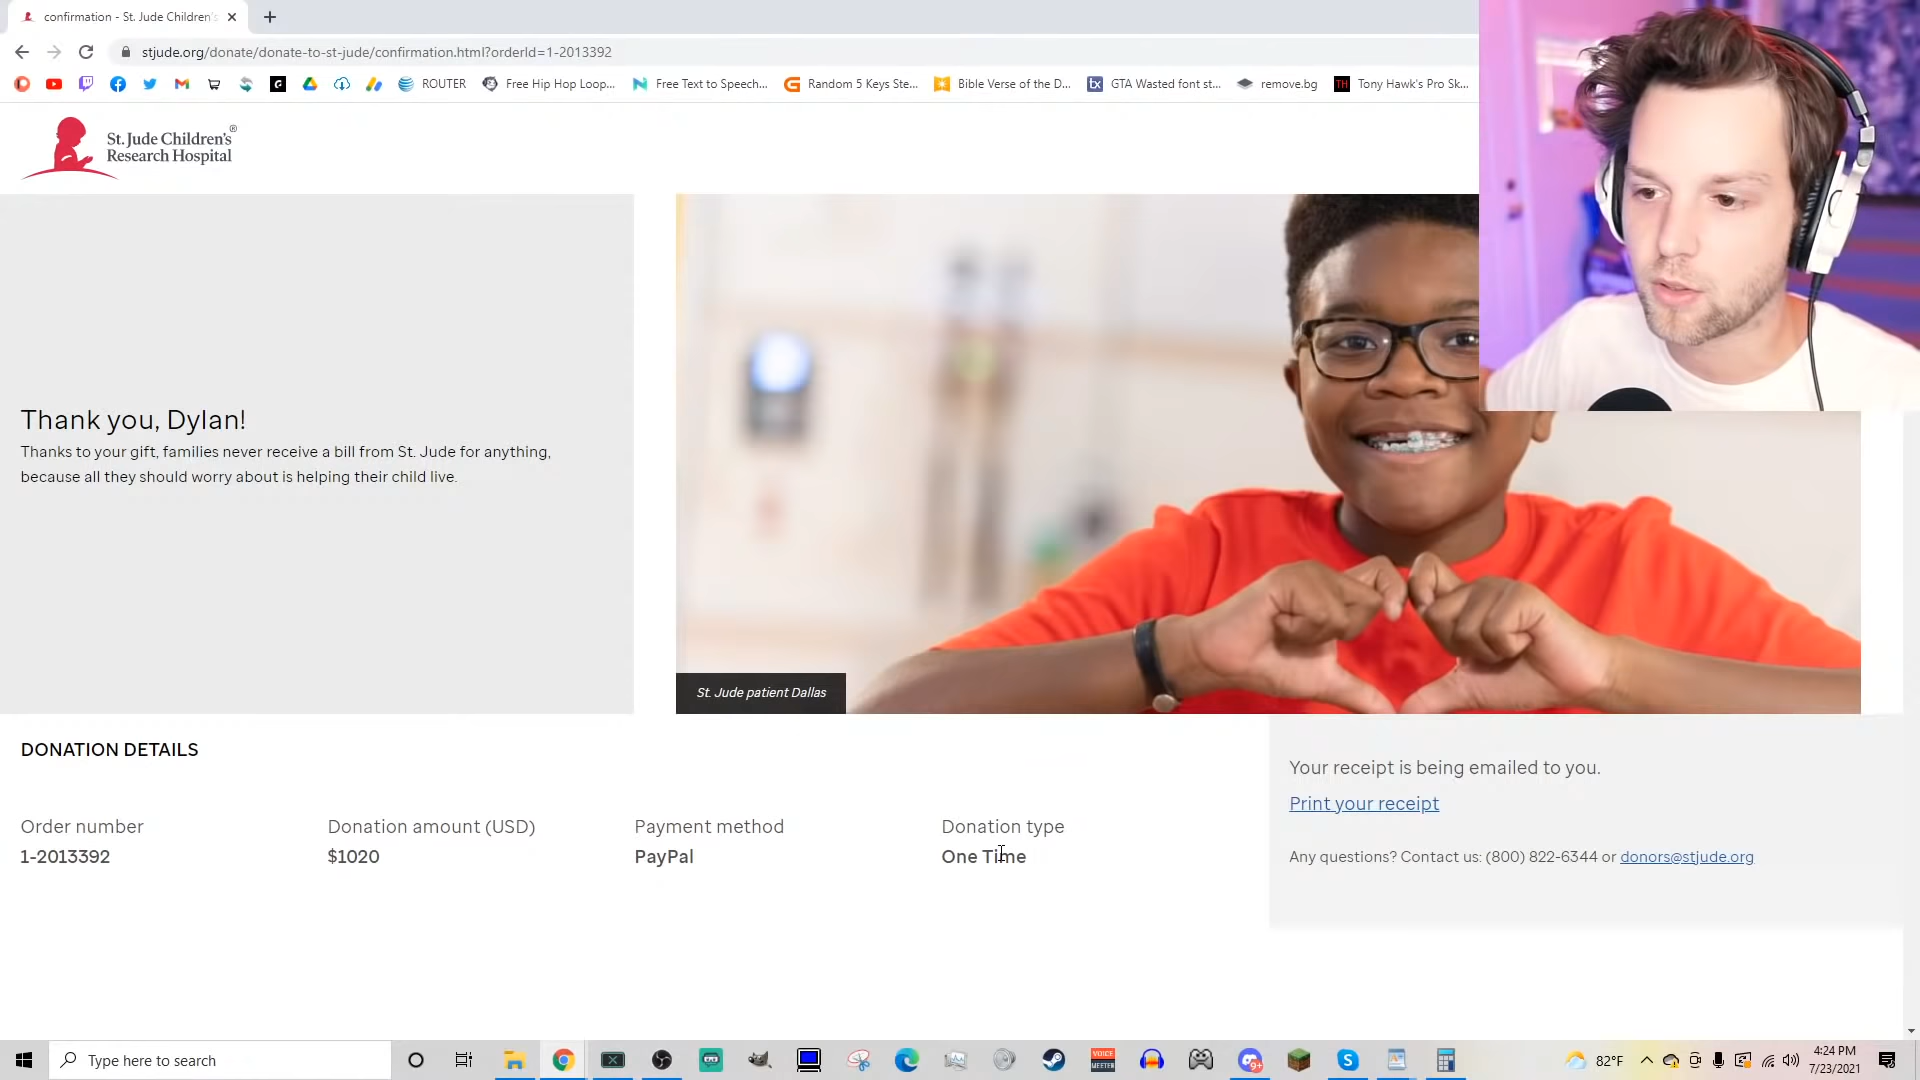 confirmation - St. Jude Children's
stjude.org/donate/donate-to-st-jude/confirmation.html?orderId=1-2013392
ROUTER
Free Hip Hop Loop...
Free Text to Speech...
Random 5 Keys Ste...
Bible Verse of the D...
GTA Wasted font st...
remove.bg
Tony Hawk's Pro Sk...
St. Jude Children's®
Research Hospital
Thank you, Dylan!
Thanks to your gift, families never receive a bill from St. Jude for anything,
because all they should worry about is helping their child live.
St. Jude patient Dallas
DONATION DETAILS
Order number
1-2013392
Donation amount (USD)
$1020
Payment method
PayPal
Donation type
One Time
Your receipt is being emailed to you.
Print your receipt
Any questions? Contact us: (800) 822-6344 or donors@stjude.org
Type here to search
VOICE
MEETER
9+
82°F
4:24 PM
7/23/2021